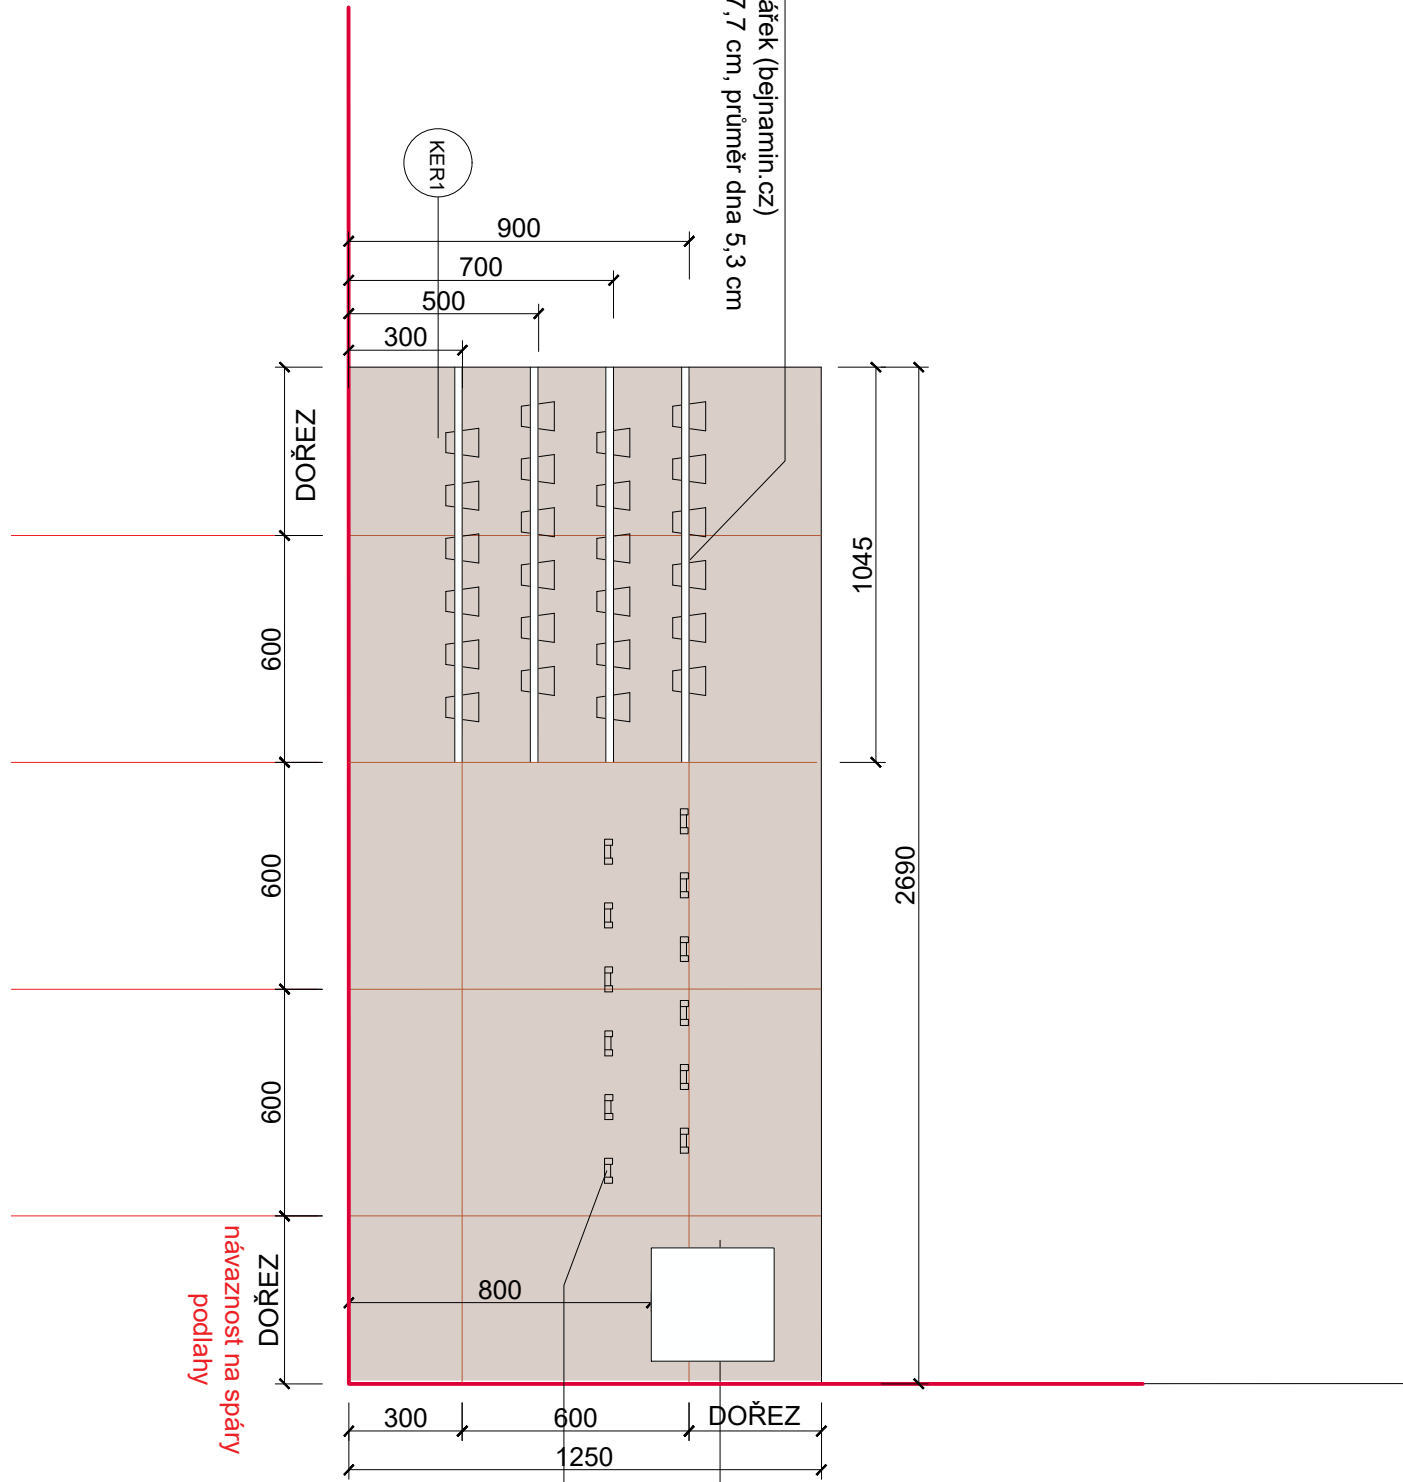 ářek (bejnamin.cz)
7,7 cm, průměr dna 5,3 cm
KER1
900
700
500
300
DOŘEZ
600
600
600
DOŘEZ
návaznost na spáry
podlahy
1045
2690
800
300
600
DOŘEZ
1250